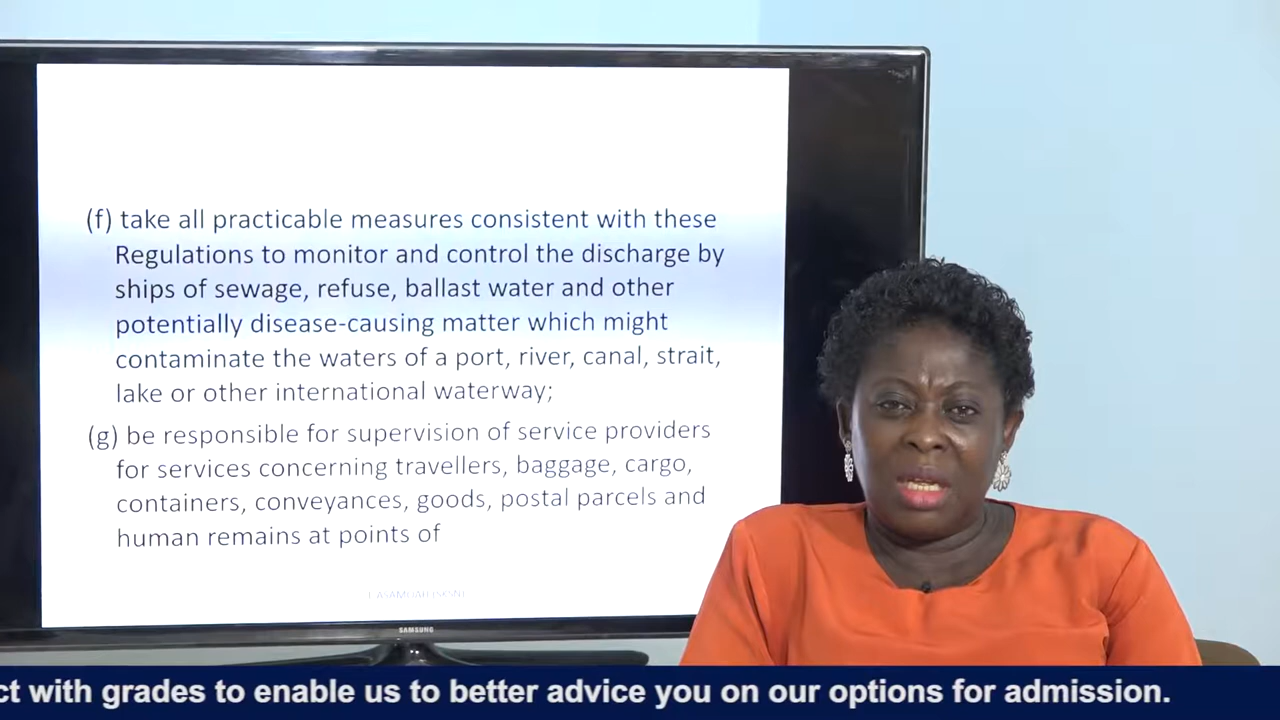 (f) take all practicable measures consistent with these
Regulations to monitor and control the discharge by
ships of sewage, refuse, ballast water and other
potentially disease-causing matter which might
contaminate the waters of a port, river, canal, strait,
lake or other international waterway;
(g) be responsible for supervision of service providers
for services concerning travellers, baggage, cargo,
containers, conveyances, goods, postal parcels and
human remains at points of
SAMSUNG
ct with grades to enable us to better advice you on our options for admission.